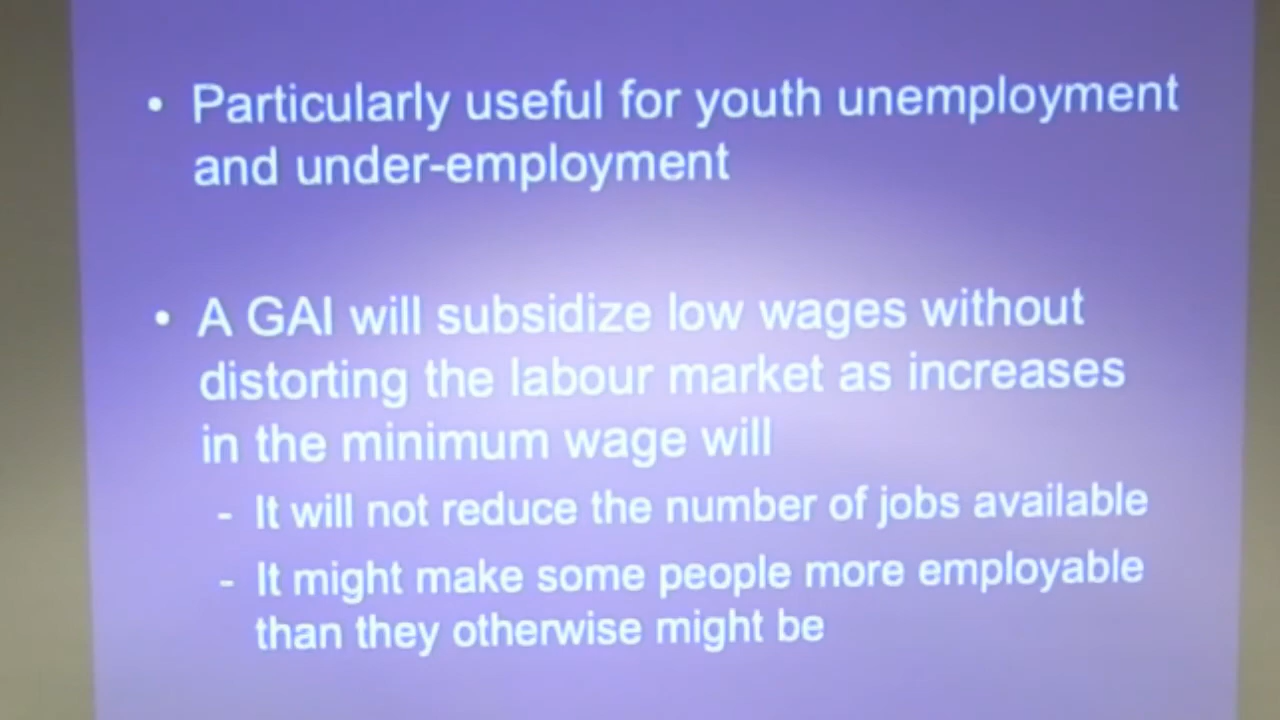 • Particularly useful for youth unemployment
and under-employment
• A GAI will subsidize low wages without
distorting the labour market as increases
in the minimum wage will
- It will not reduce the number of jobs available
- It might make some people more employable
than they otherwise might be